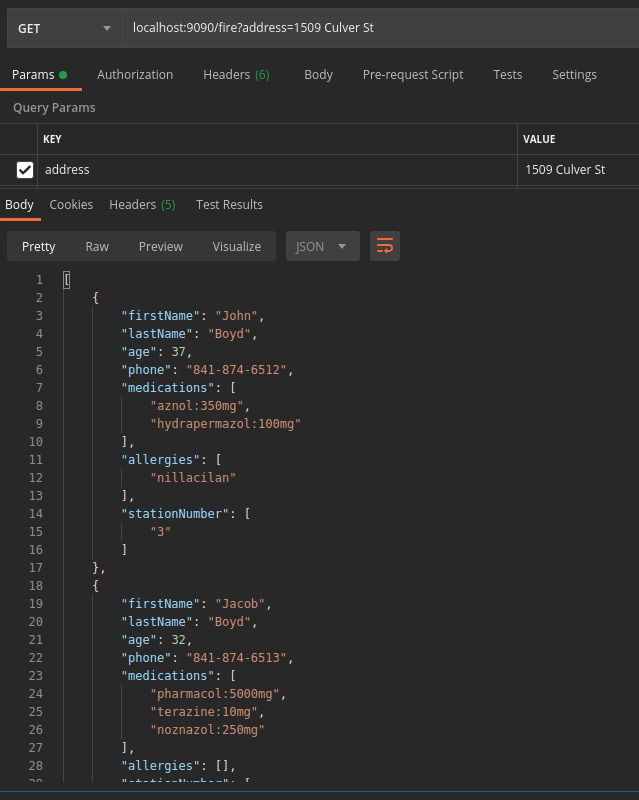 GET localhost:9090/fire?address=1509 Culver St
Params Authorization Headers (6) Body Pre-request Script Tests Settings
Query Params
KEY VALUE
address 1509 Culver St
Body Cookies Headers (5) Test Results
Pretty Raw Preview Visualize JSON
1 [
2 {
3 "firstName": "John",
4 "lastName": "Boyd",
5 "age": 37,
6 "phone": "841-874-6512",
7 "medications": [
8 "aznol:350mg",
9 "hydrapermazol:100mg"
10 ],
11 "allergies": [
12 "nillacilan"
13 ],
14 "stationNumber": [
15 "3"
16 ]
17 },
18 {
19 "firstName": "Jacob",
20 "lastName": "Boyd",
21 "age": 32,
22 "phone": "841-874-6513",
23 "medications": [
24 "pharmacol:5000mg",
25 "terazine:10mg",
26 "noznazol:250mg"
27 ],
28 "allergies": [],
29 "stationNumber": [